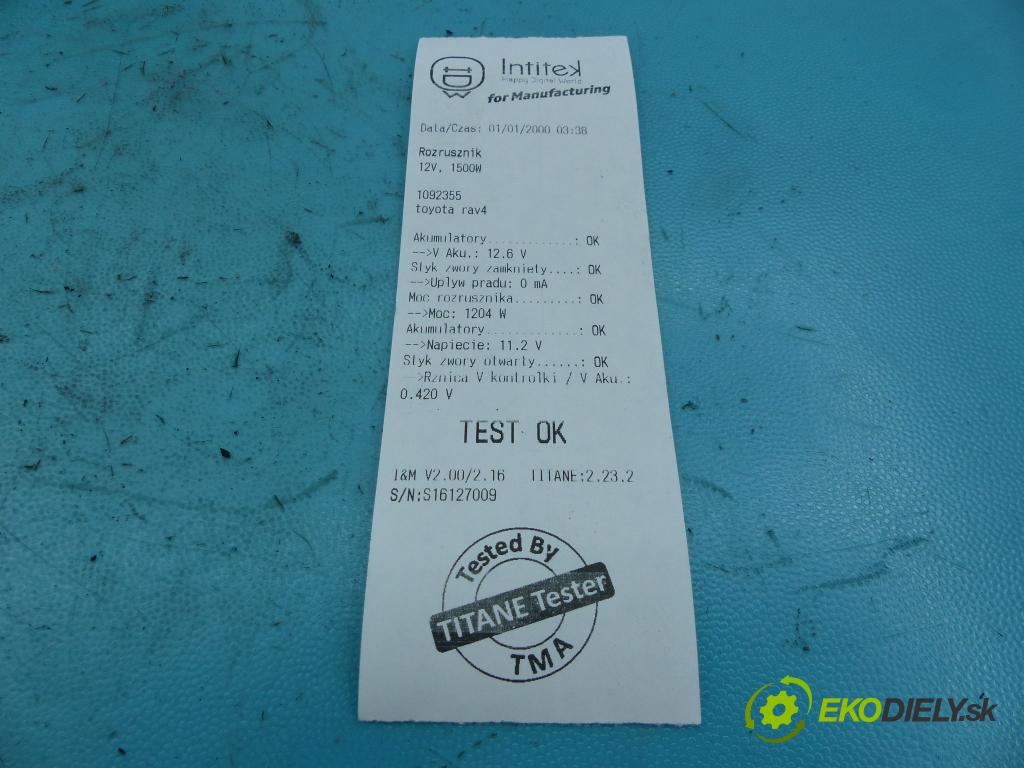 Intitek
Happy Digital World
for Manufacturing
Data/Czas: 01/01/2000 03:38
Rozrusznik
12V, 1500W
1092355
toyota rav4
Akumulatory.............: OK
-->V Aku.: 12.6 V
Styk zwory zamkniety....: OK
-->Uplyw pradu: 0 mA
Moc rozrusznika.........: OK
-->Moc: 1204 W
Akumulatory.............: OK
-->Napiecie: 11.2 V
Styk zwory otwarty......: OK
-->Rznica V kontrolki / V Aku.:
0.420 V
TEST OK
I&M V2.00/2.16 TITANE:2.23.2
S/N:S16127009
Tested By
TITANE Tester
TMA
EKODIELY.sk